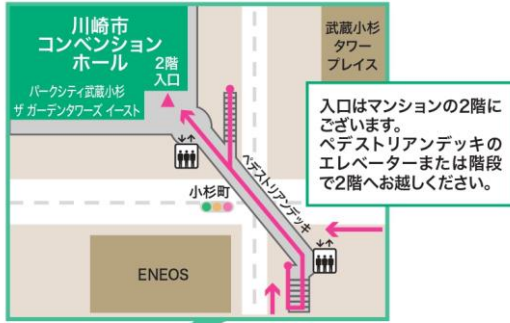 川崎市
コンベンション
ホール
2階
入口
パークシティ武蔵小杉
ザ ガーデンタワーズ イースト
武蔵小杉
タワー
プレイス
入口はマンションの2階に
ございます。
ペデストリアンデッキの
エレベーターまたは階段
で2階へお越しください。
小杉町
ペデストリアンデッキ
ENEOS